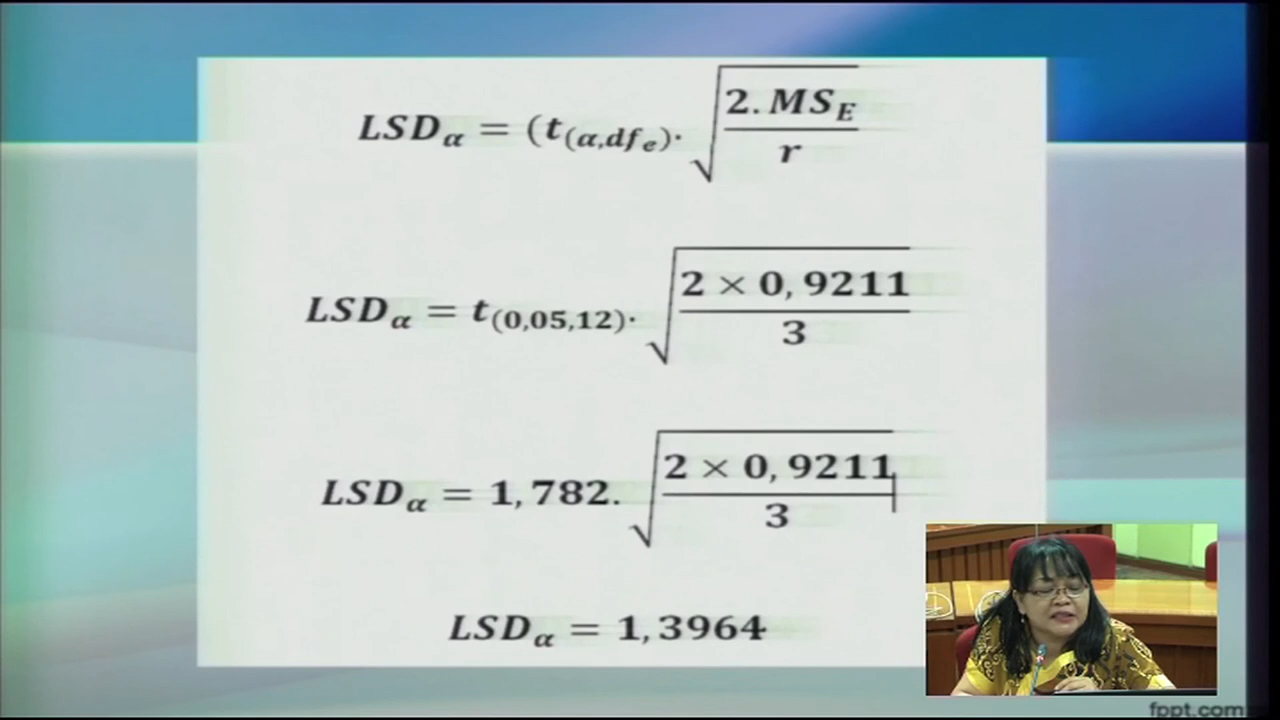 LSD_α = (t_(α,df_e)· √(2.MS_E / r)
LSD_α = t_(0,05,12)· √(2 × 0,9211 / 3)
LSD_α = 1,782. √(2 × 0,9211 / 3)
LSD_α = 1,3964
fppt.com